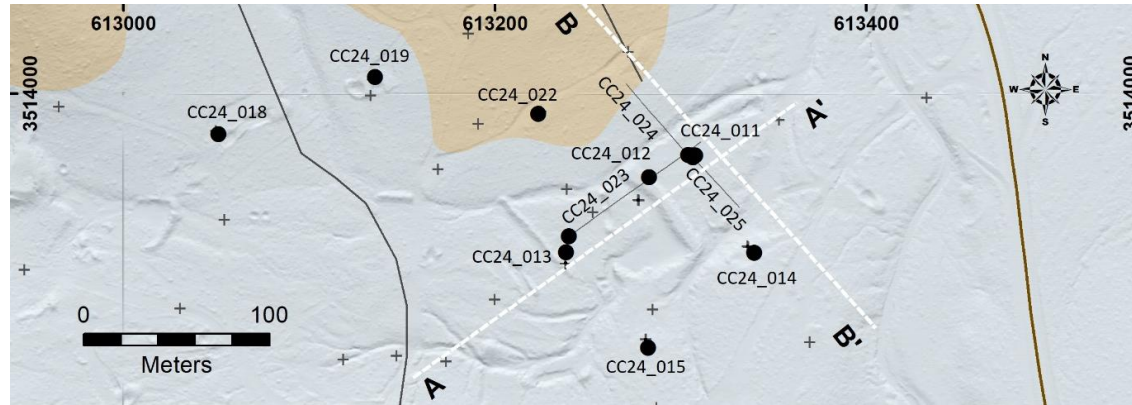 613000
613200
613400
3514000
3514000
N
W
E
S
B
CC24_019
CC24_018
CC24_022
CC24_024
CC24_011
A'
CC24_012
CC24_023
CC24_025
CC24_013
CC24_014
0
100
Meters
B'
CC24_015
A